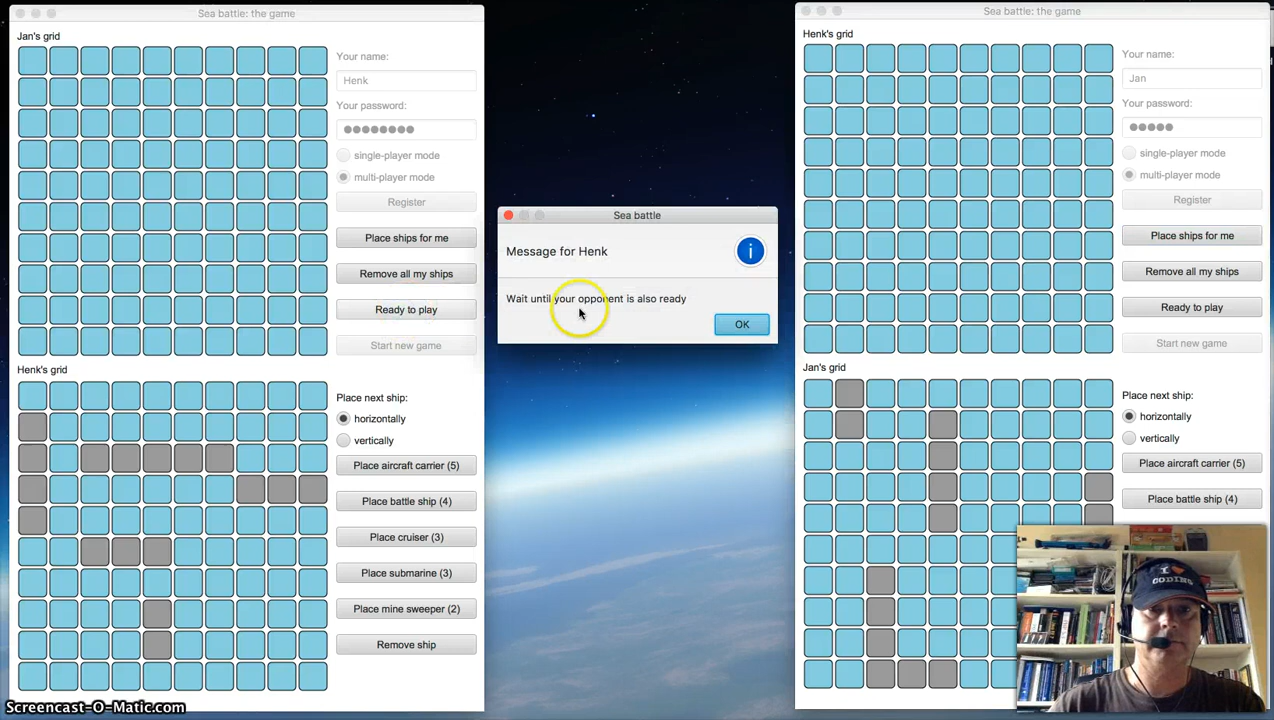 Sea battle: the game
Jan's grid
Your name:
Henk
Your password:
single-player mode
multi-player mode
Register
Place ships for me
Remove all my ships
Ready to play
Start new game
Henk's grid
Place next ship:
horizontally
vertically
Place aircraft carrier (5)
Place battle ship (4)
Place cruiser (3)
Place submarine (3)
Place mine sweeper (2)
Remove ship
Sea battle
Message for Henk
i
Wait until your opponent is also ready
OK
Sea battle: the game
Henk's grid
Your name:
Jan
Your password:
single-player mode
multi-player mode
Register
Place ships for me
Remove all my ships
Ready to play
Start new game
Jan's grid
Place next ship:
horizontally
vertically
Place aircraft carrier (5)
Place battle ship (4)
I
CODING
Screencast-O-Matic.com